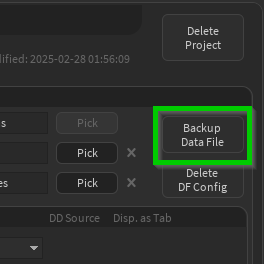 Delete
Project
ified: 2025-02-28 01:56:09
s
Pick
Backup
Data File
Pick
es
Pick
Delete
DF Config
DD Source Disp. as Tab